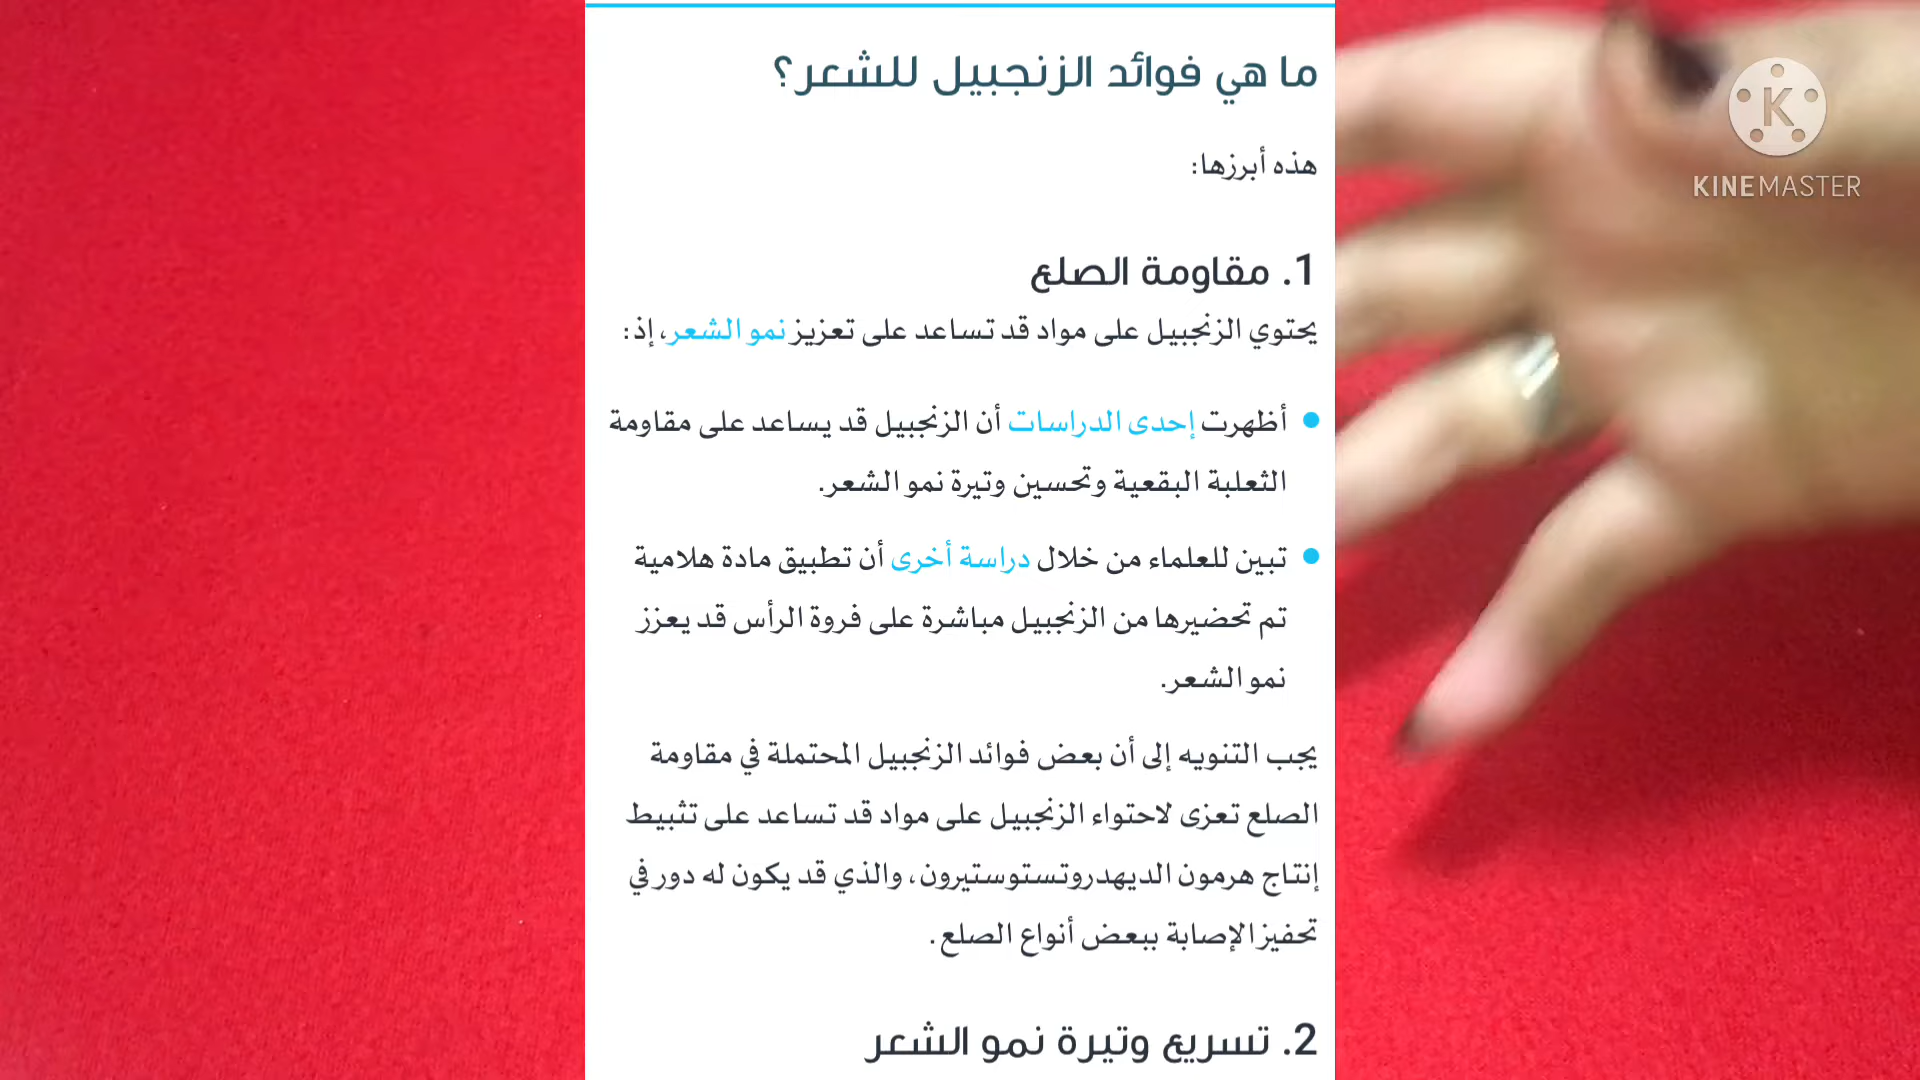 ما هي فوائد الزنجبيل للشعر؟
هذه أبرزها:
1. مقاومة الصلع
يحتوي الزنجبيل على مواد قد تساعد على تعزيز نمو الشعر، إذ:
أظهرت إحدى الدراسات أن الزنجبيل قد يساعد على مقاومة
الثعلبة البقعية وتحسين وتيرة نمو الشعر.
تبين للعلماء من خلال دراسة أخرى أن تطبيق مادة هلامية
تم تحضيرها من الزنجبيل مباشرة على فروة الرأس قد يعزز
نمو الشعر.
يجب التنويه إلى أن بعض فوائد الزنجبيل المحتملة في مقاومة
الصلع تعزى لاحتواء الزنجبيل على مواد قد تساعد على تثبيط
إنتاج هرمون الديهدروتستوستيرون، والذي قد يكون له دور في
تحفيز الإصابة ببعض أنواع الصلع.
2. تسريع وتيرة نمو الشعر
K
KINEMASTER